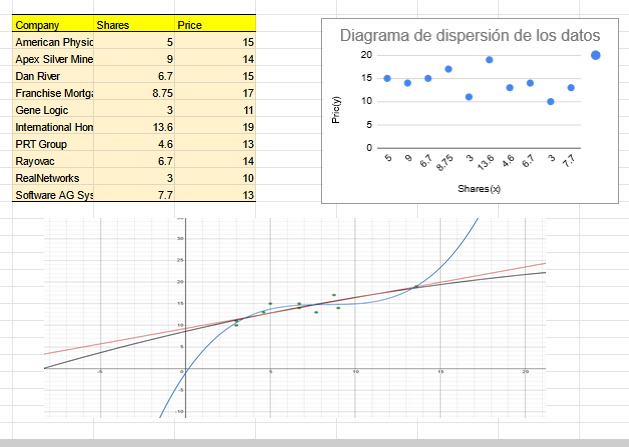 Company Shares Price
American Physic 5 15
Apex Silver Mine 9 14
Dan River 6.7 15
Franchise Mortga 8.75 17
Gene Logic 3 11
International Hom 13.6 19
PRT Group 4.6 13
Rayovac 6.7 14
RealNetworks 3 10
Software AG Sys 7.7 13
Diagrama de dispersión de los datos
20
15
10
5
0
Pric(y)
5 9 6.7 8.75 3 13.6 4.6 6.7 3 7.7
Shares(x)
30
25
20
15
10
5
-5 0 5 10 15 20
-5
-10